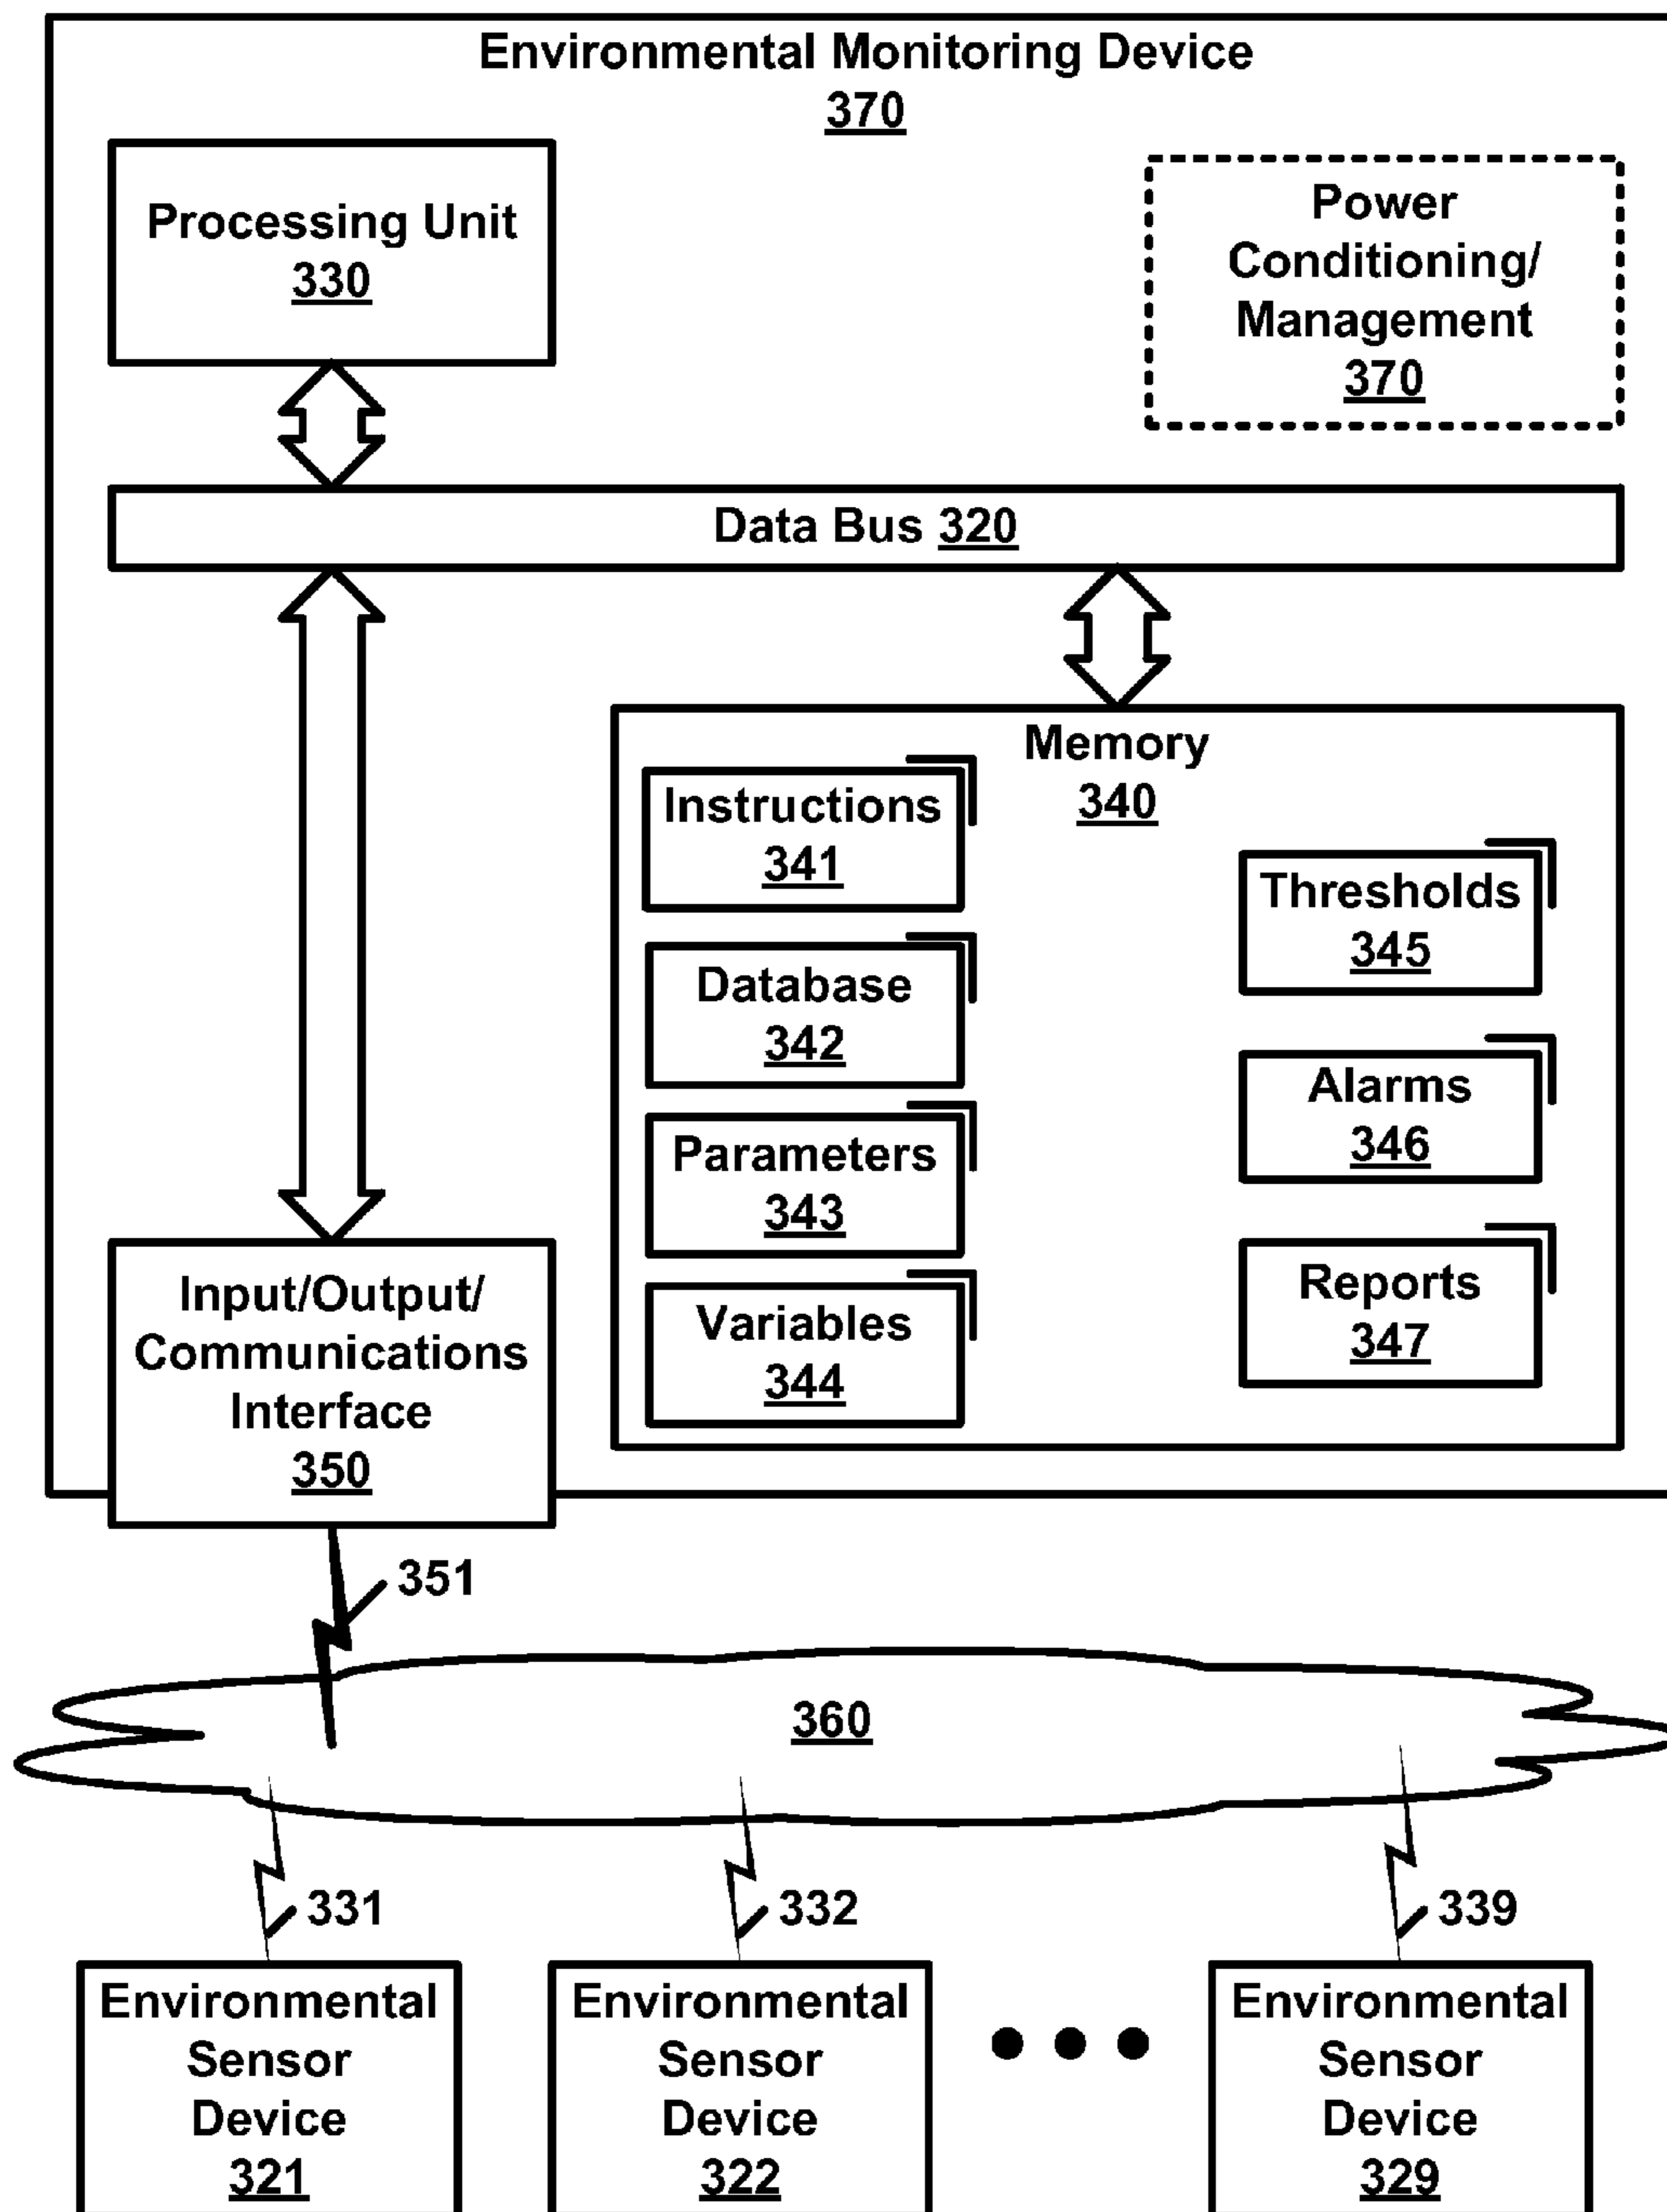 Environmental Monitoring Device
370
Processing Unit
330
Power
Conditioning/
Management
370
Data Bus 320
Memory
340
Instructions
341
Database
342
Parameters
343
Variables
344
Thresholds
345
Alarms
346
Reports
347
Input/Output/
Communications
Interface
350
351
360
331
332
339
Environmental
Sensor
Device
321
Environmental
Sensor
Device
322
Environmental
Sensor
Device
329